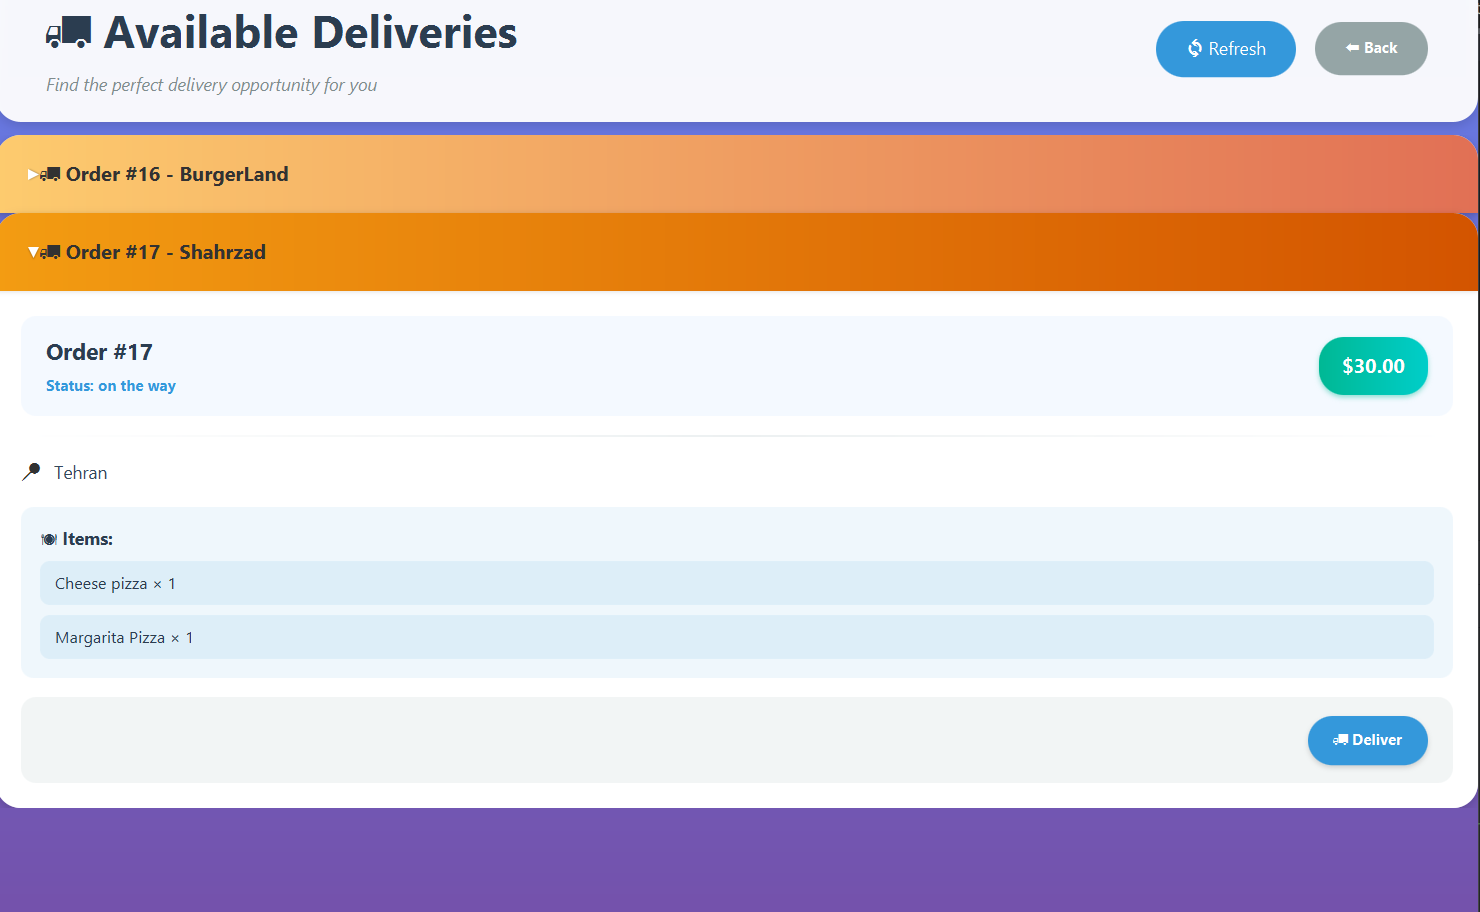 Available Deliveries
Find the perfect delivery opportunity for you
Refresh
Back
Order #16 - BurgerLand
Order #17 - Shahrzad
Order #17
Status: on the way
$30.00
Tehran
Items:
Cheese pizza × 1
Margarita Pizza × 1
Deliver